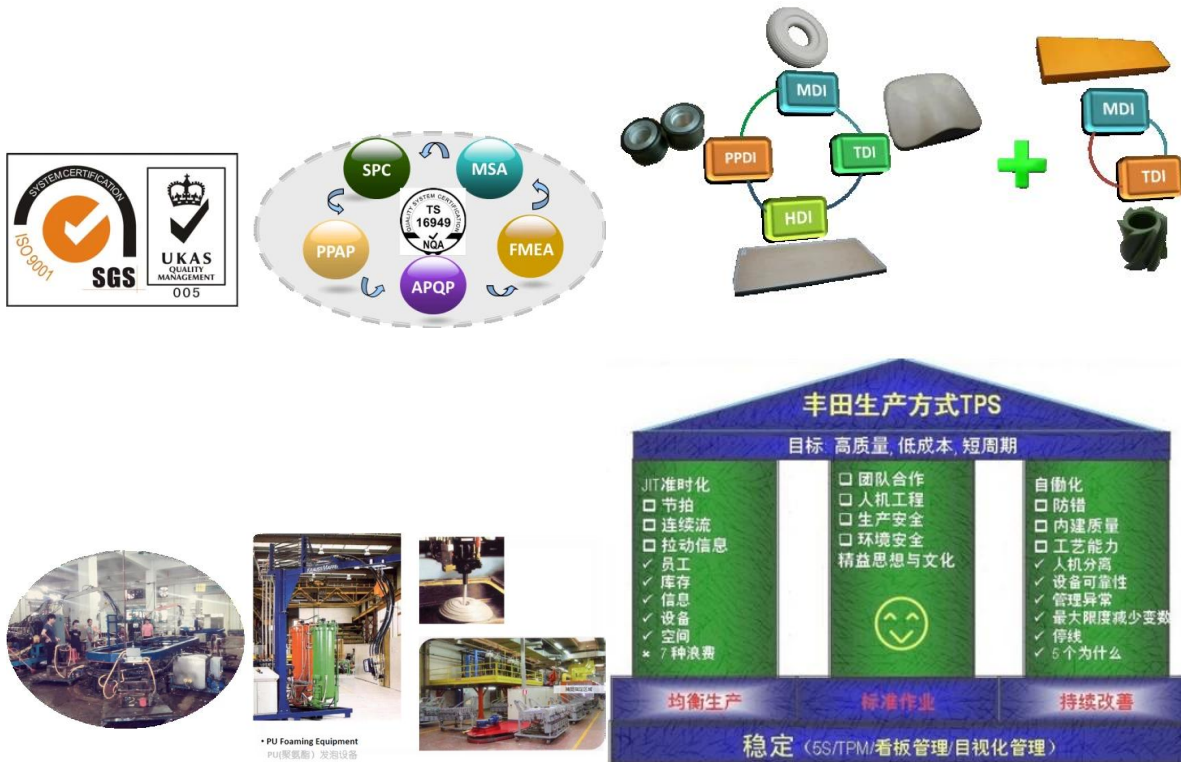 SYSTEM CERTIFICATION
ISO 9001
SGS
UKAS
QUALITY
MANAGEMENT
005
SPC
MSA
PPAP
FMEA
APQP
QUALITY SYSTEM CERTIFICATION
TS
16949
NQA
MDI
PPDI
TDI
HDI
MDI
TDI
• PU Foaming Equipment
PU(聚氨酯）发泡设备
丰田生产方式TPS
目标 高质量, 低成本, 短周期
JIT准时化
☐ 节拍
☐ 连续流
☐ 拉动信息
✓ 员工
✓ 库存
✓ 信息
✓ 设备
✓ 空间
× 7 种浪费
☐ 团队合作
☐ 人机工程
☐ 生产安全
☐ 环境安全
精益思想与文化
自働化
☐ 防错
☐ 内建质量
☐ 工艺能力
✓ 人机分离
✓ 设备可靠性
✓ 管理异常
✓ 最大限度减少变数
✓ 停线
✓ 5 个为什么
均衡生产
标准作业
持续改善
稳定（5S/TPM/看板管理/目视化管理）